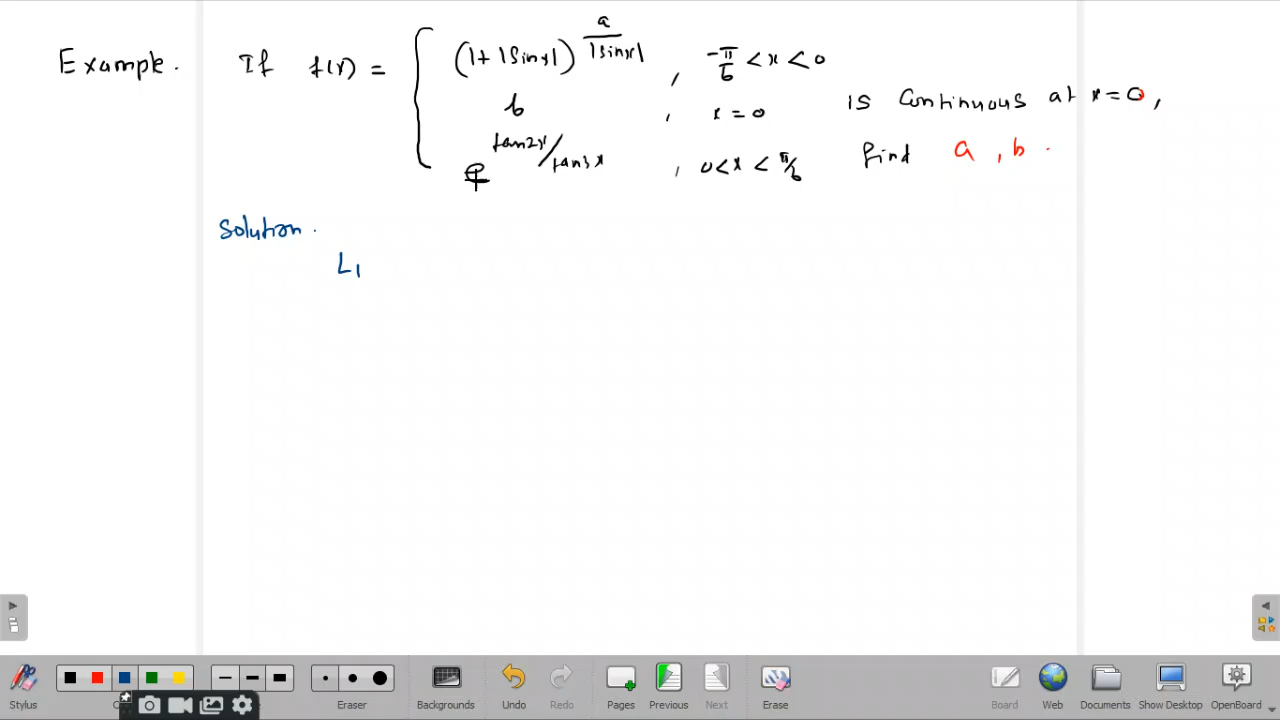 Example. If f(x) = { (1+|sinx|)^{a/|sinx|} , -π/6 < x < 0
b , x = 0 is continuous at x=0,
e^{tan2x/tan3x} , 0<x<π/6 find a, b.
Solution.
L
Stylus
Eraser
Backgrounds
Undo
Redo
Pages
Previous
Next
Erase
Board
Web
Documents
Show Desktop
OpenBoard